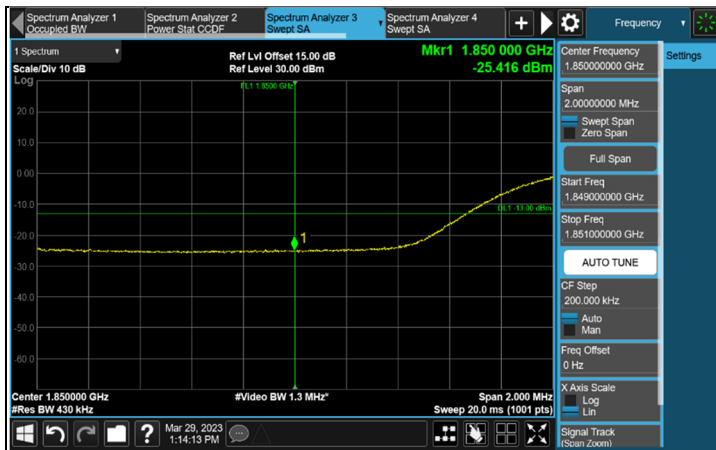 Spectrum Analyzer 1
Occupied BW
Spectrum Analyzer 2
Power Stat CCDF
Spectrum Analyzer 3
Swept SA
Spectrum Analyzer 4
Swept SA
+
Frequency
1 Spectrum
Scale/Div 10 dB
Log
Ref Lvl Offset 15.00 dB
Ref Level 30.00 dBm
Mkr1 1.850 000 GHz
-25.416 dBm
FL1 1.8500 GHz
20.0
10.0
0.00
-10.0
DL1 -13.00 dBm
-20.0
1
-30.0
-40.0
-50.0
-60.0
Center 1.850000 GHz
#Res BW 430 kHz
#Video BW 1.3 MHz*
Span 2.000 MHz
Sweep 20.0 ms (1001 pts)
Center Frequency
1.850000000 GHz
Settings
Span
2.00000000 MHz
Swept Span
Zero Span
Full Span
Start Freq
1.849000000 GHz
Stop Freq
1.851000000 GHz
AUTO TUNE
CF Step
200.000 kHz
Auto
Man
Freq Offset
0 Hz
X Axis Scale
Log
Lin
Signal Track
(Span Zoom)
?
Mar 29, 2023
1:14:13 PM